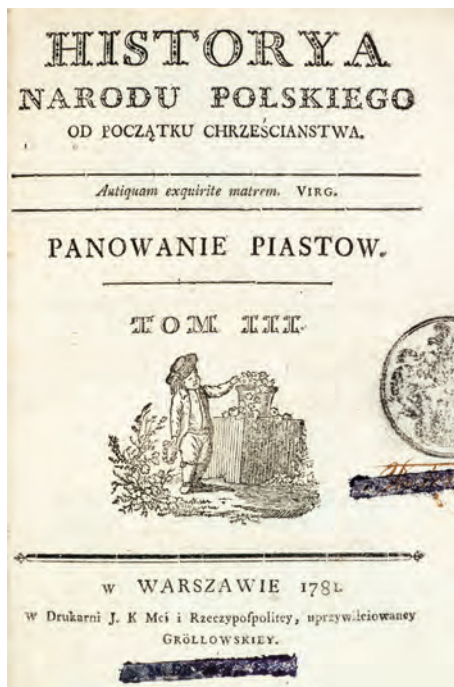 HISTORYA
NARODU POLSKIEGO
OD POCZĄTKU CHRZEŚCIANSTWA.
Antiquam exquirite matrem. VIRG.
PANOWANIE PIASTOW.
TOM III.
W WARSZAWIE 1781.
W Drukarni J. K Mci i Rzeczypoſpolitey, uprzywileiowaney
GRÖLLOWSKIEY.